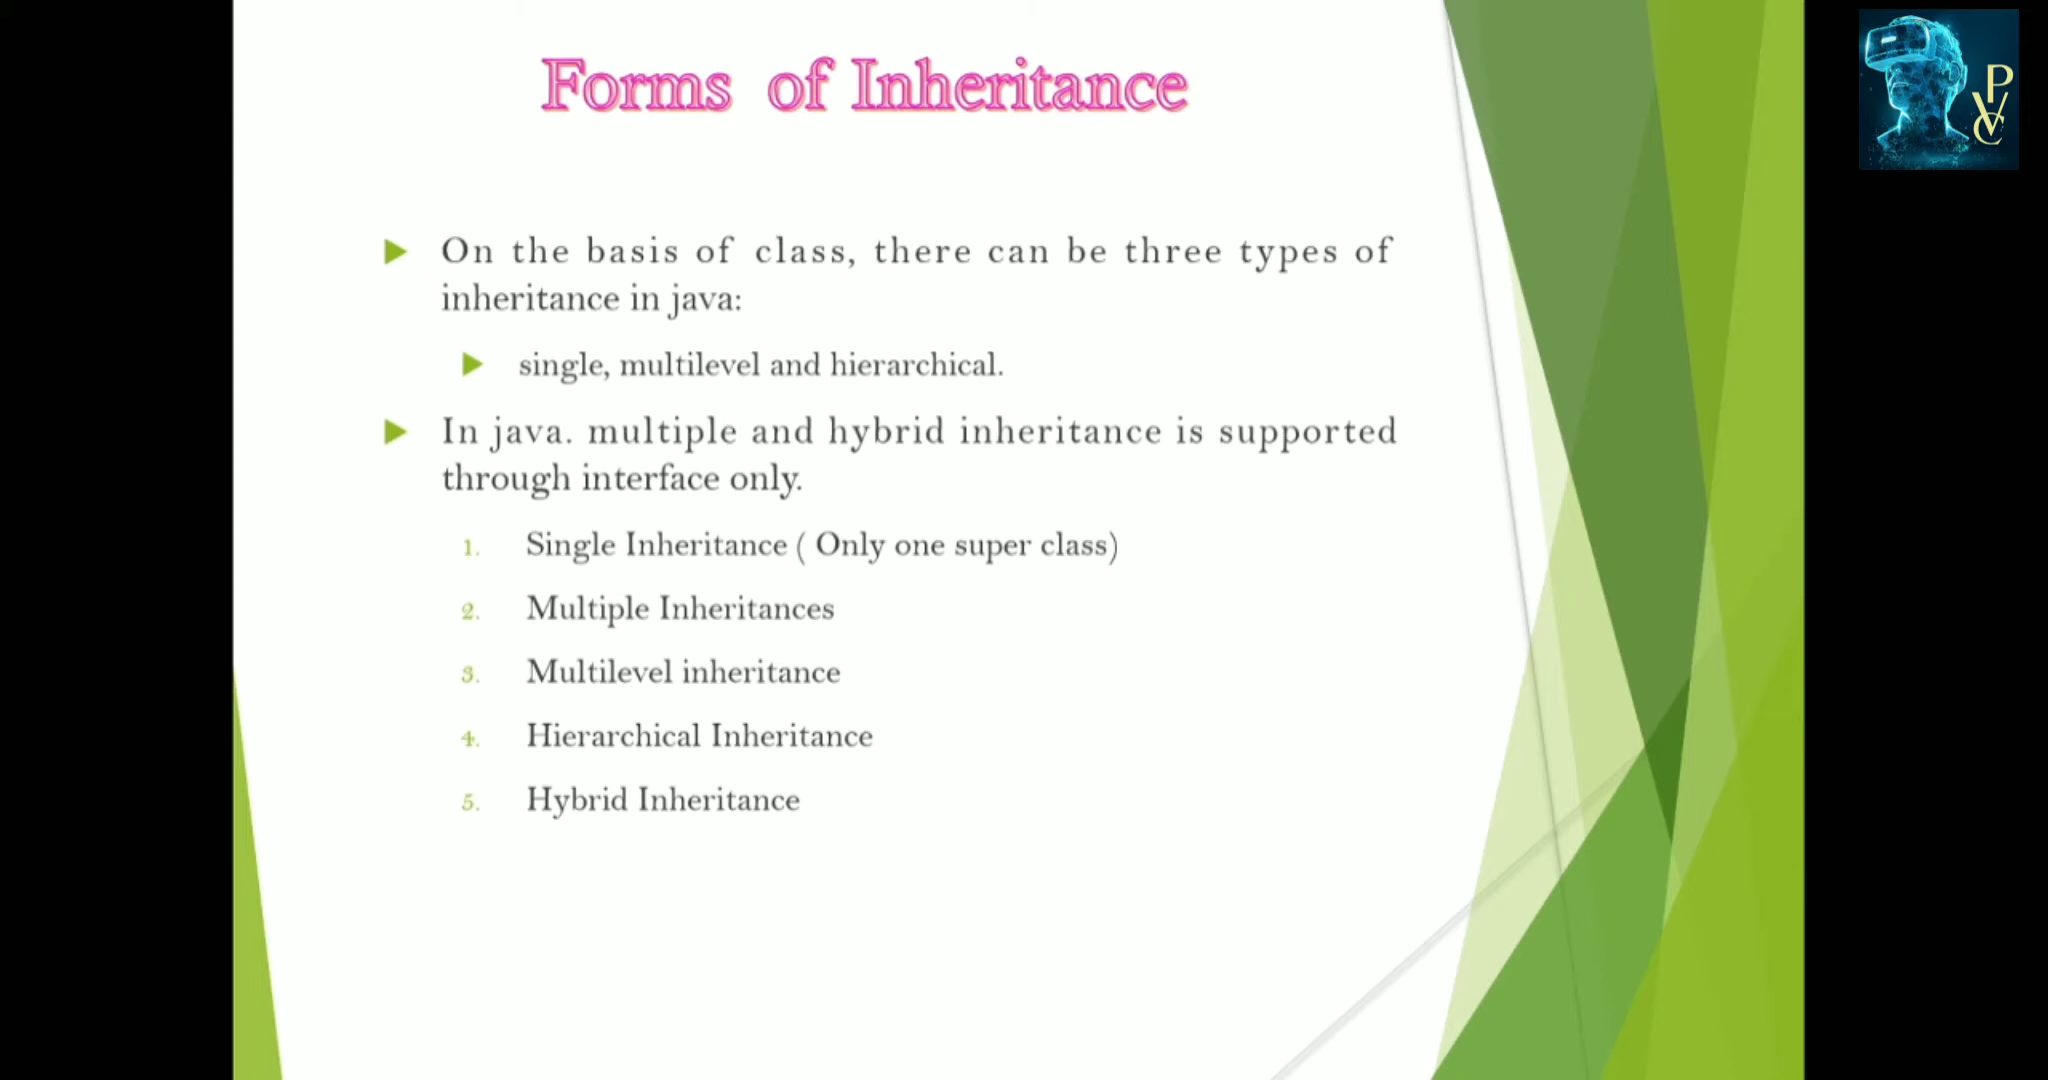 Forms of Inheritance
On the basis of class, there can be three types of
inheritance in java:
single, multilevel and hierarchical.
In java. multiple and hybrid inheritance is supported
through interface only.
1. Single Inheritance ( Only one super class)
2. Multiple Inheritances
3. Multilevel inheritance
4. Hierarchical Inheritance
5. Hybrid Inheritance
PVC